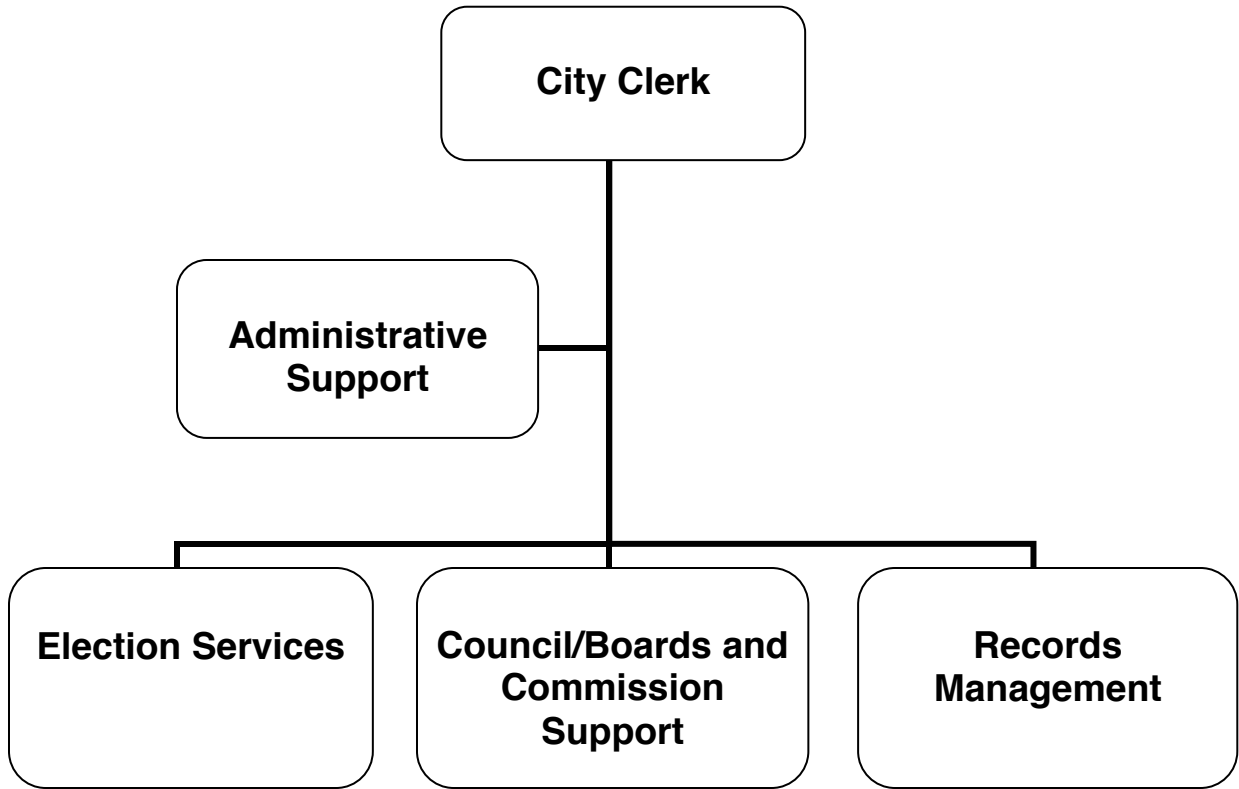 City Clerk
Administrative
Support
Election Services
Council/Boards and
Commission
Support
Records
Management